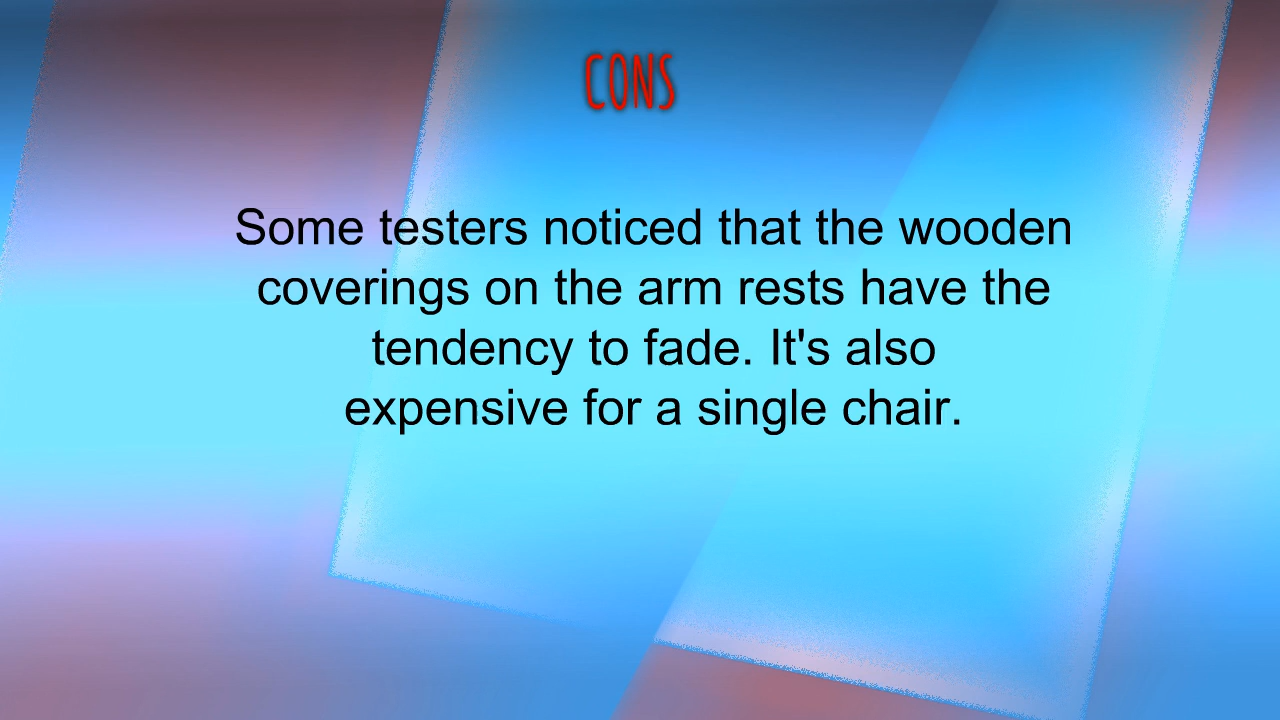 CONS
Some testers noticed that the wooden
coverings on the arm rests have the
tendency to fade. It's also
expensive for a single chair.